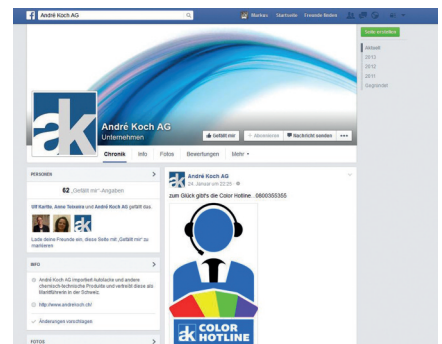 André Koch AG
Markus Startseite Freunde finden
Seite erstellen
Aktuell
2013
2012
2011
Gegründet
ak
André Koch AG
Unternehmen
Gefällt mir
Abonnieren
Nachricht senden
Chronik Info Fotos Bewertungen Mehr
PERSONEN
62 „Gefällt mir“-Angaben
Ulf Kartte, Anne Teixeira und André Koch AG gefällt das.
ak
Lade deine Freunde ein, diese Seite mit „Gefällt mir“ zu
markieren
INFO
André Koch AG importiert Autolacke und andere
chemisch-technische Produkte und vertreibt diese als
Marktführerin in der Schweiz.
http://www.andrekoch.ch/
Änderungen vorschlagen
FOTOS
ak
André Koch AG
24. Januar um 22:25
zum Glück gibt's die Color Hotline . 0800355355
ak COLOR
HOTLINE